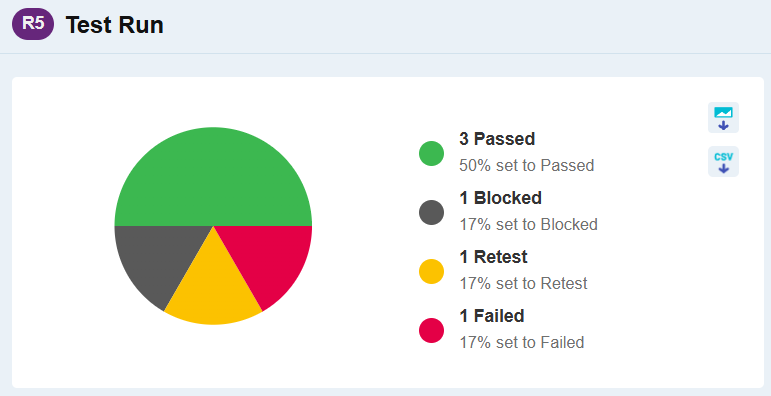 R5 Test Run
3 Passed
50% set to Passed
1 Blocked
17% set to Blocked
1 Retest
17% set to Retest
1 Failed
17% set to Failed
CSV